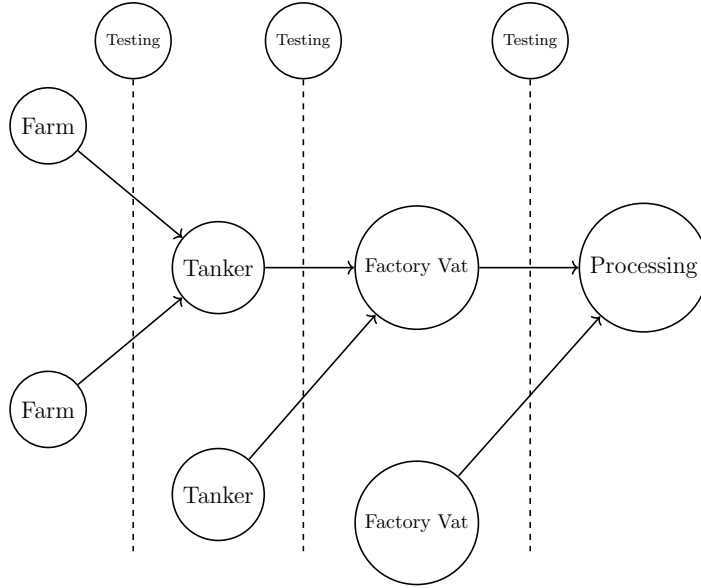 Testing
Testing
Testing
Farm
Tanker
Factory Vat
Processing
Farm
Tanker
Factory Vat